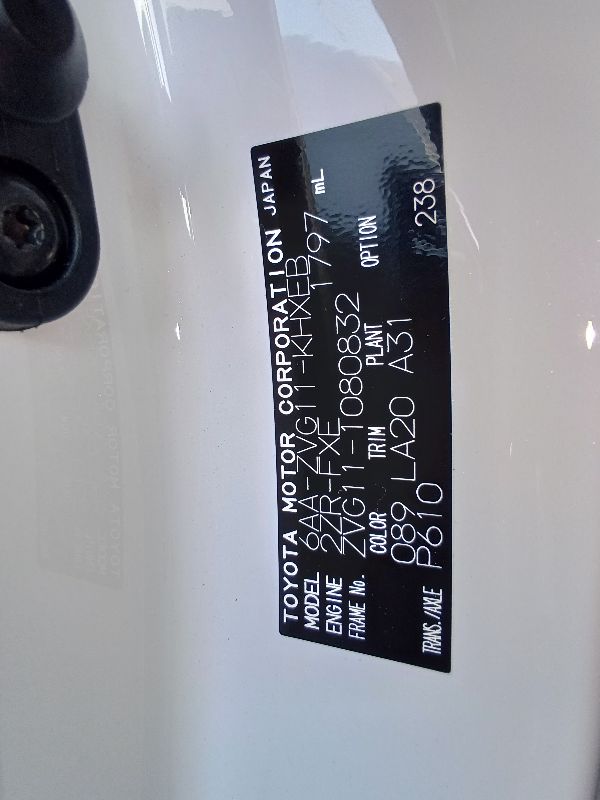 TOYOTA MOTOR CORPORATION JAPAN
MODEL 6AA-ZVG11-KHXEB
ENGINE 2ZR-FXE 1797 mL
FRAME No. ZVG11-1080832
COLOR TRIM PLANT OPTION
089 LA20 A31
TRANS./AXLE P610 238